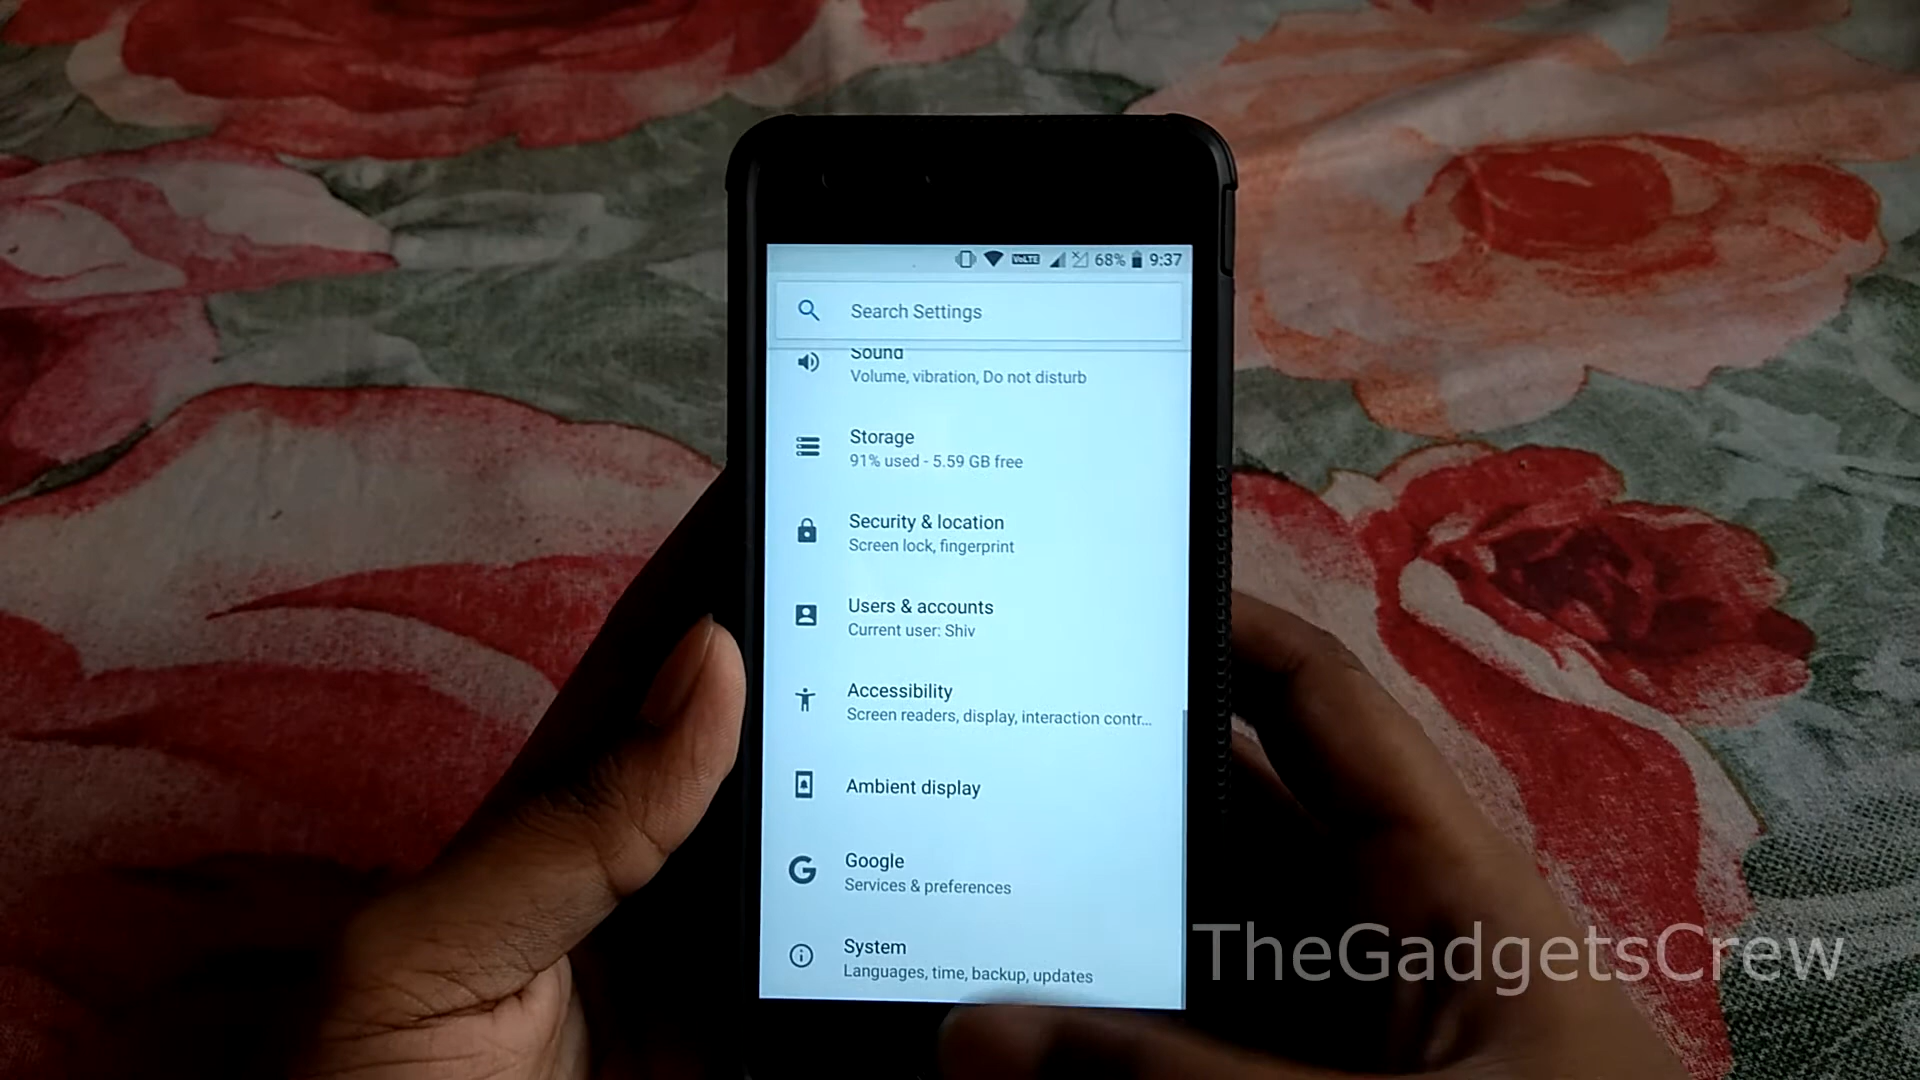 VoLTE 68% 9:37
Search Settings
Sound
Volume, vibration, Do not disturb
Storage
91% used - 5.59 GB free
Security & location
Screen lock, fingerprint
Users & accounts
Current user: Shiv
Accessibility
Screen readers, display, interaction contr...
Ambient display
Google
Services & preferences
System
Languages, time, backup, updates
TheGadgetsCrew